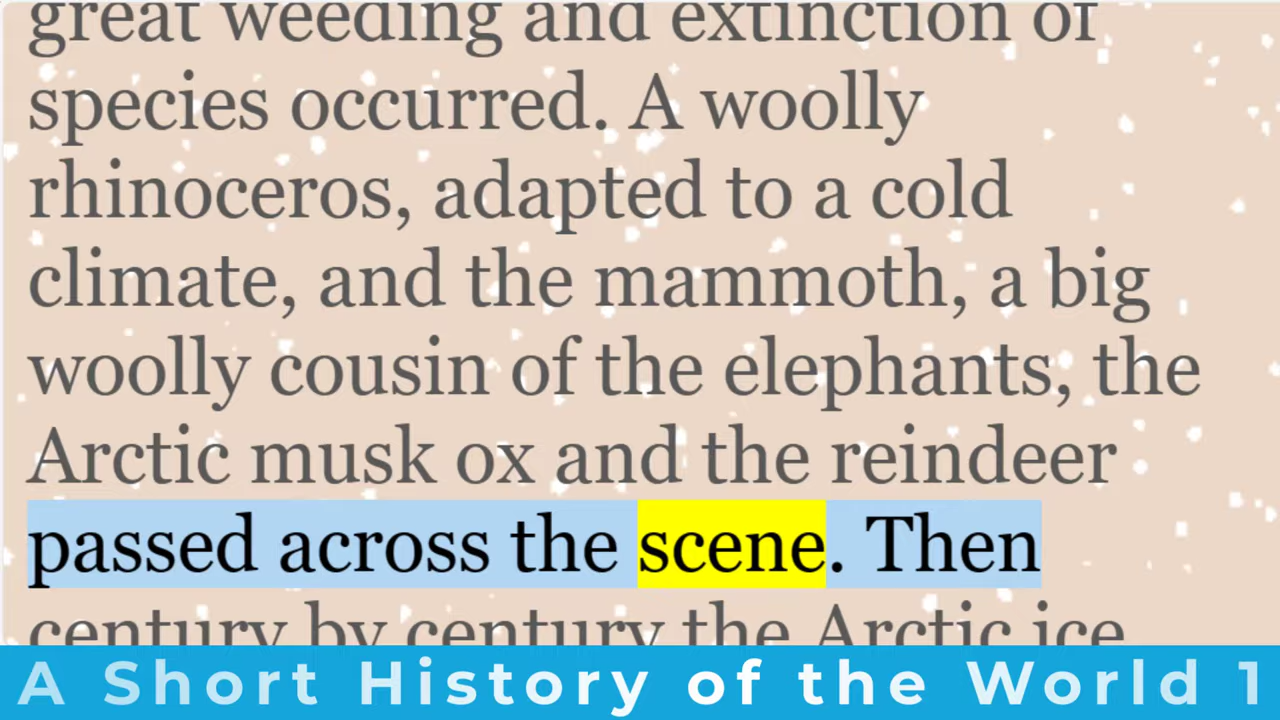 great weeding and extinction of
species occurred. A woolly
rhinoceros, adapted to a cold
climate, and the mammoth, a big
woolly cousin of the elephants, the
Arctic musk ox and the reindeer
passed across the scene. Then
century by century the Arctic ice
A Short History of the World 1